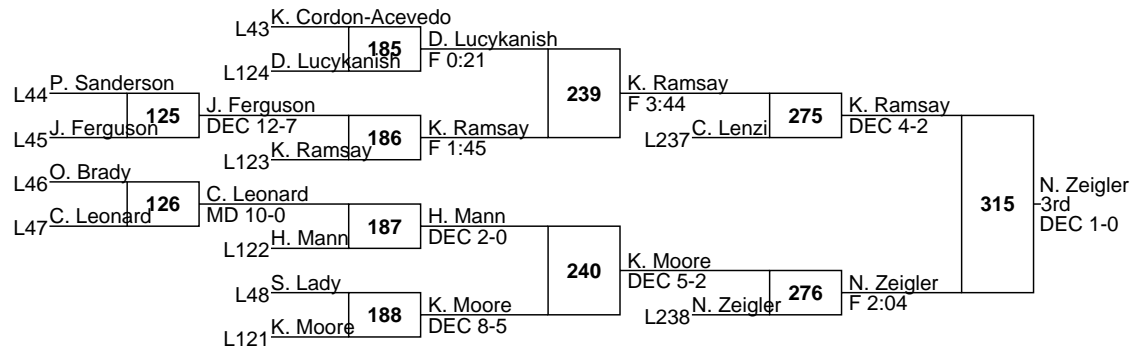 L43 K. Cordon-Acevedo
185
D. Lucykanish
F 0:21
L124 D. Lucykanish
L44 P. Sanderson
125
J. Ferguson
DEC 12-7
L45 J. Ferguson
186
K. Ramsay
F 1:45
L123 K. Ramsay
239
K. Ramsay
F 3:44
L237 C. Lenzi
275
K. Ramsay
DEC 4-2
L46 O. Brady
126
C. Leonard
MD 10-0
L47 C. Leonard
187
H. Mann
DEC 2-0
L122 H. Mann
240
K. Moore
DEC 5-2
L48 S. Lady
188
K. Moore
DEC 8-5
L121 K. Moore
L238 N. Zeigler
276
N. Zeigler
F 2:04
315
N. Zeigler
3rd
DEC 1-0